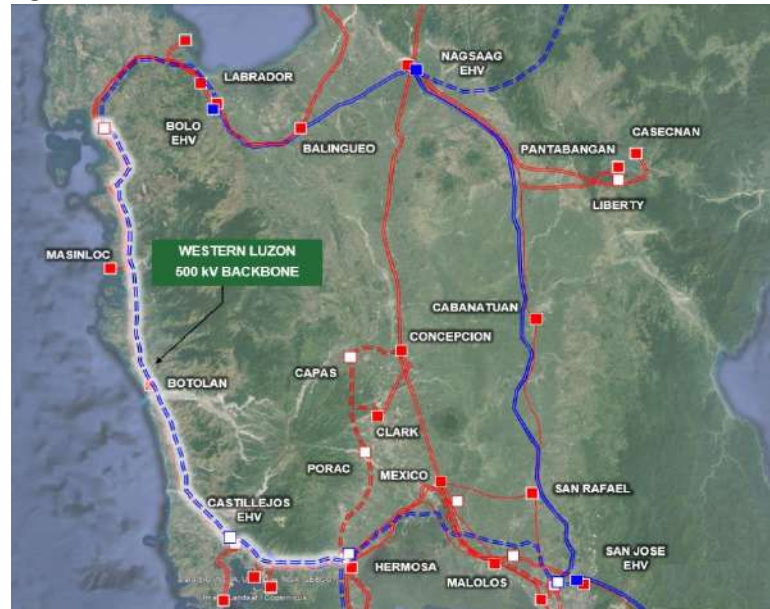 NAGSAAG
EHV
LABRADOR
BOLO
EHV
BALINGUEO
PANTABANGAN
CASECNAN
LIBERTY
MASINLOC
WESTERN LUZON
500 kV BACKBONE
CABANATUAN
CONCEPCION
CAPAS
BOTOLAN
CLARK
PORAC
MEXICO
SAN RAFAEL
CASTILLEJOS
EHV
HERMOSA
MALOLOS
SAN JOSE
EHV